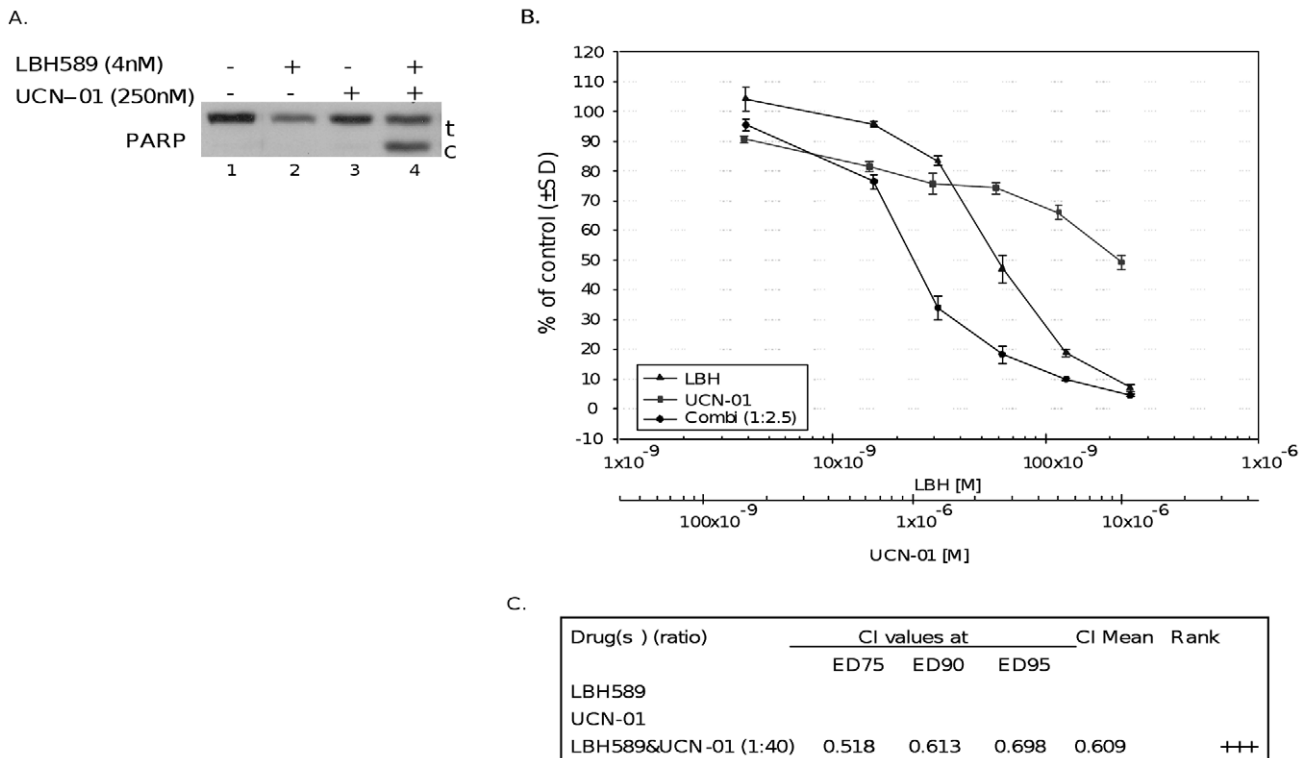 A.
LBH589 (4nM) - + - +
UCN-01 (250nM) - - + +
PARP
t
c
1 2 3 4
B.
% of control (±SD)
120
110
100
90
80
70
60
50
40
30
20
10
0
-10
LBH
UCN-01
Combi (1:2.5)
1x10-9 10x10-9 100x10-9 1x10-6
LBH [M]
100x10-9 1x10-6 10x10-6
UCN-01 [M]
C.
Drug(s ) (ratio) CI values at CI Mean Rank
ED75 ED90 ED95
LBH589
UCN-01
LBH589&UCN-01 (1:40) 0.518 0.613 0.698 0.609 +++